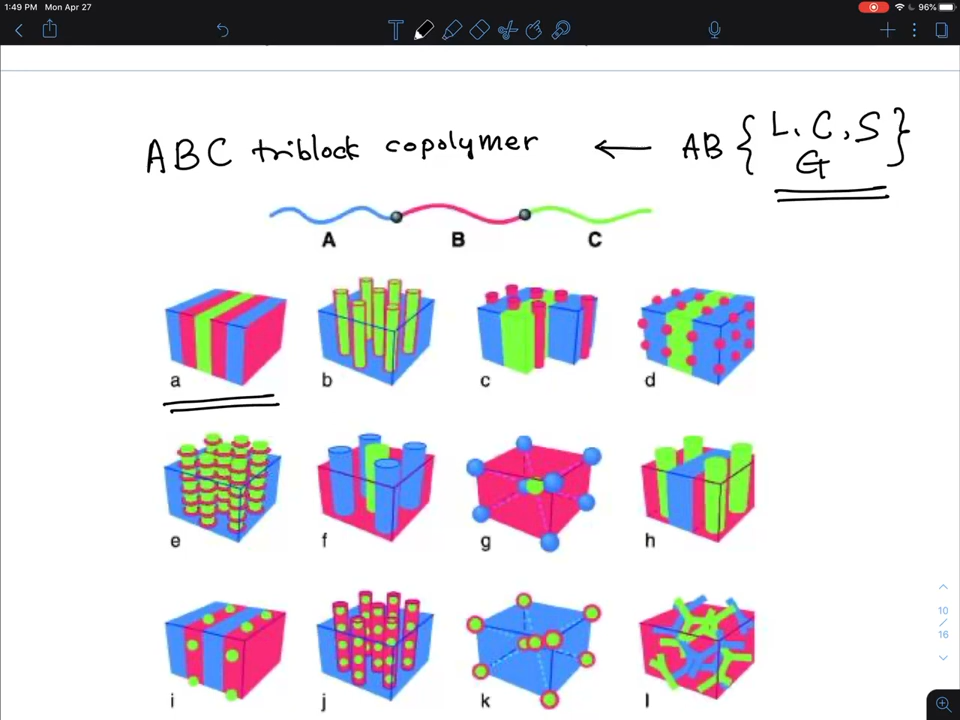 1:49 PM Mon Apr 27
96%
T
ABC triblock copolymer ← AB { L, C, S
G }
A B C
a b c d
e f g h
i j k l
10
/
16